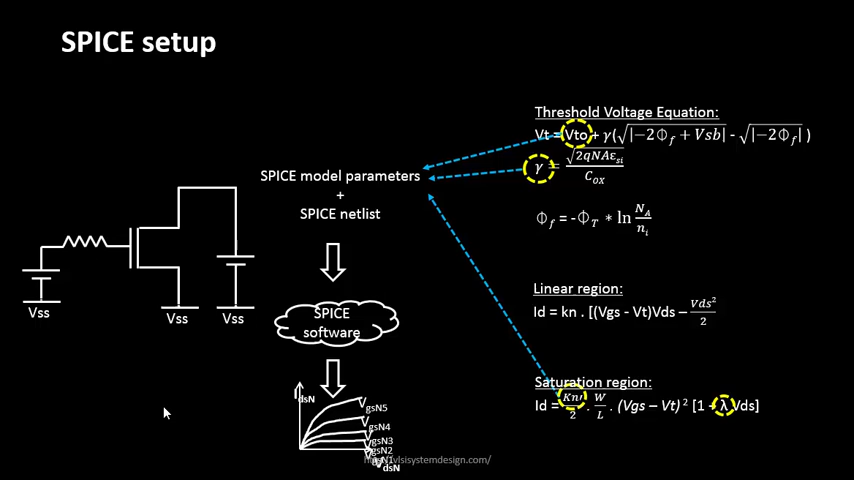 SPICE setup
Threshold Voltage Equation:
Vt = Vto + γ(√|−2Φf + Vsb| - √|−2Φf| )
γ = √2qNAεsi / COX
SPICE model parameters
+
SPICE netlist
Φf = -ΦT * ln NA / ni
Linear region:
Id = kn . [(Vgs - Vt)Vds − Vds² / 2
Vss
Vss
Vss
SPICE
software
Saturation region:
Id = Kn′ / 2 . W / L . (Vgs – Vt) ² [1 + λ Vds]
IdsN
VgsN5
VgsN4
VgsN3
VgsN2
VdsN